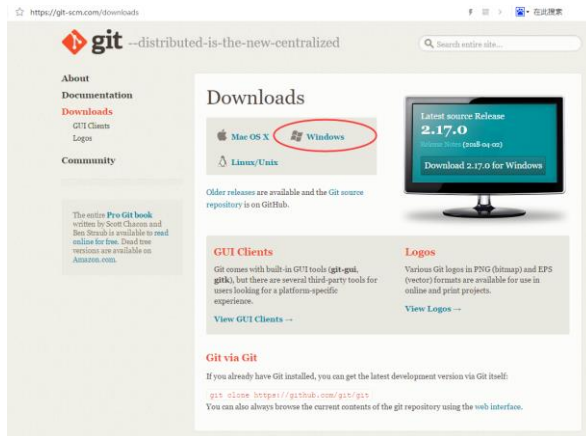 https://git-scm.com/downloads
在此搜索
git --distributed-is-the-new-centralized
Search entire site...
About
Documentation
Downloads
GUI Clients
Logos
Community
The entire Pro Git book
written by Scott Chacon and
Ben Straub is available to read
online for free. Dead tree
versions are available on
Amazon.com.
Downloads
Mac OS X
Windows
Linux/Unix
Older releases are available and the Git source
repository is on GitHub.
Latest source Release
2.17.0
Release Notes (2018-04-02)
Download 2.17.0 for Windows
GUI Clients
Git comes with built-in GUI tools (git-gui,
gitk), but there are several third-party tools for
users looking for a platform-specific
experience.
View GUI Clients →
Logos
Various Git logos in PNG (bitmap) and EPS
(vector) formats are available for use in
online and print projects.
View Logos →
Git via Git
If you already have Git installed, you can get the latest development version via Git itself:
git clone https://github.com/git/git
You can also always browse the current contents of the git repository using the web interface.